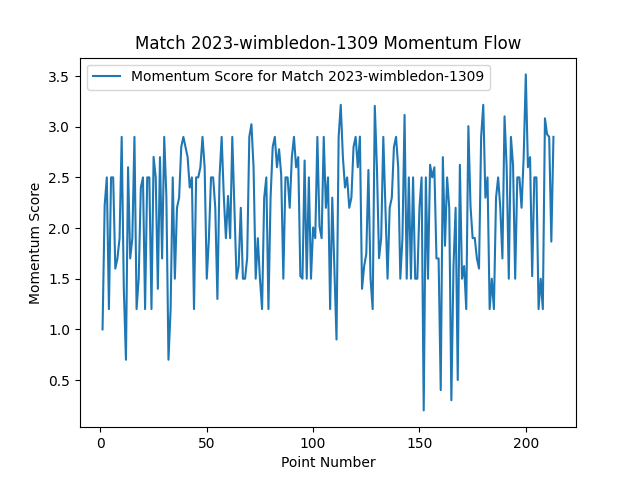 Match 2023-wimbledon-1309 Momentum Flow
Momentum Score for Match 2023-wimbledon-1309
3.5
3.0
2.5
2.0
1.5
1.0
0.5
Momentum Score
0 50 100 150 200
Point Number